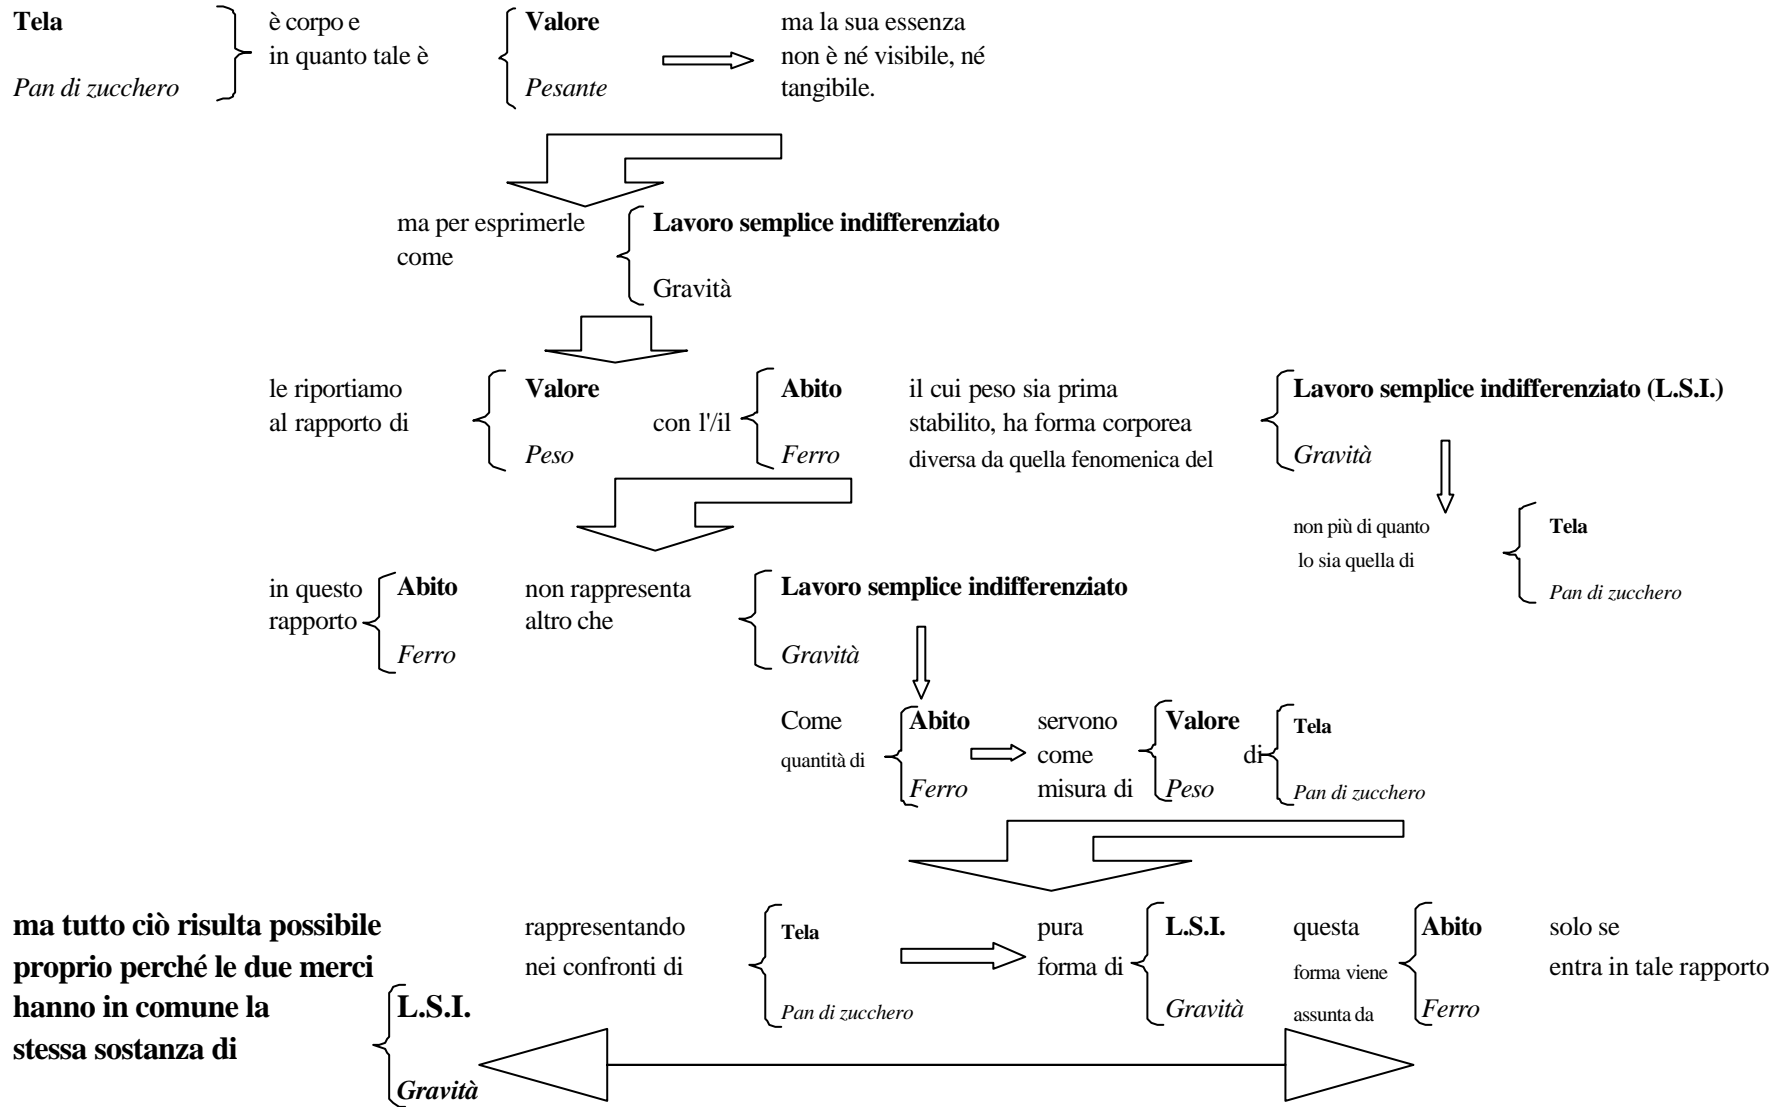 Tela
Pan di zucchero
è corpo e
in quanto tale è
Valore
Pesante
ma la sua essenza
non è né visibile, né
tangibile.
ma per esprimerle
come
Lavoro semplice indifferenziato
Gravità
le riportiamo
al rapporto di
Valore
Peso
con l'/il
Abito
Ferro
il cui peso sia prima
stabilito, ha forma corporea
diversa da quella fenomenica del
Lavoro semplice indifferenziato (L.S.I.)
Gravità
non più di quanto
lo sia quella di
Tela
Pan di zucchero
in questo
rapporto
Abito
Ferro
non rappresenta
altro che
Lavoro semplice indifferenziato
Gravità
Come
quantità di
Abito
Ferro
servono
come
misura di
Valore
Peso
di
Tela
Pan di zucchero
rappresentando
nei confronti di
Tela
Pan di zucchero
pura
forma di
L.S.I.
Gravità
questa
forma viene
assunta da
Abito
Ferro
solo se
entra in tale rapporto
ma tutto ciò risulta possibile
proprio perché le due merci
hanno in comune la
stessa sostanza di
L.S.I.
Gravità